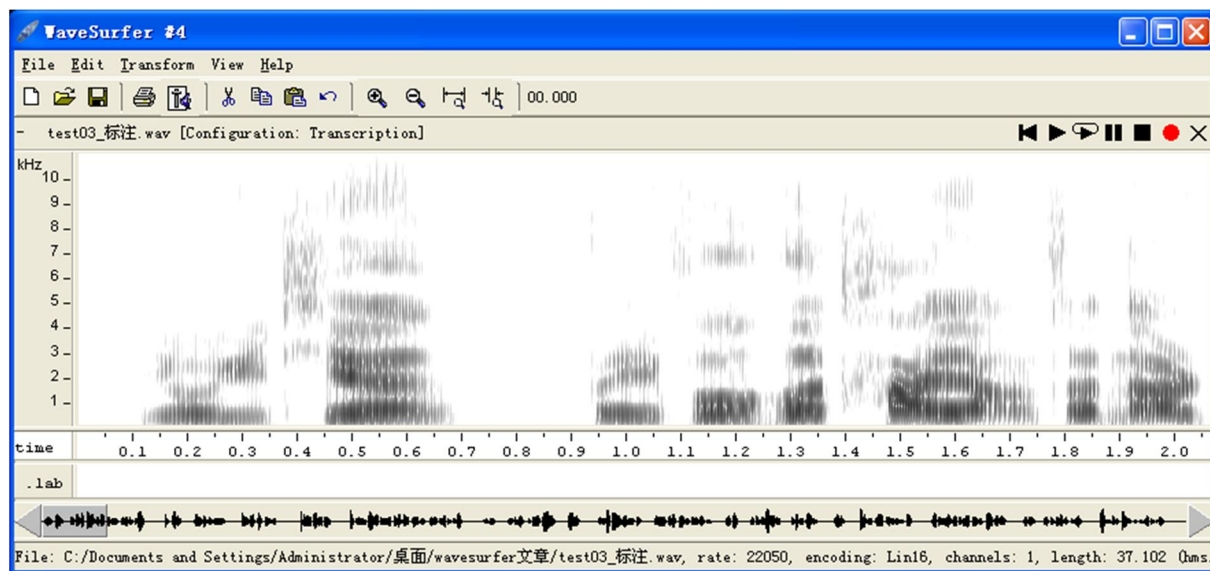 WaveSurfer #4
File Edit Transform View Help
00.000
- test03_标注.wav [Configuration: Transcription]
kHz
10
9
8
7
6
5
4
3
2
1
time 0.1 0.2 0.3 0.4 0.5 0.6 0.7 0.8 0.9 1.0 1.1 1.2 1.3 1.4 1.5 1.6 1.7 1.8 1.9 2.0
.lab
File: C:/Documents and Settings/Administrator/桌面/wavesurfer文章/test03_标注.wav, rate: 22050, encoding: Lin16, channels: 1, length: 37.102 (hms